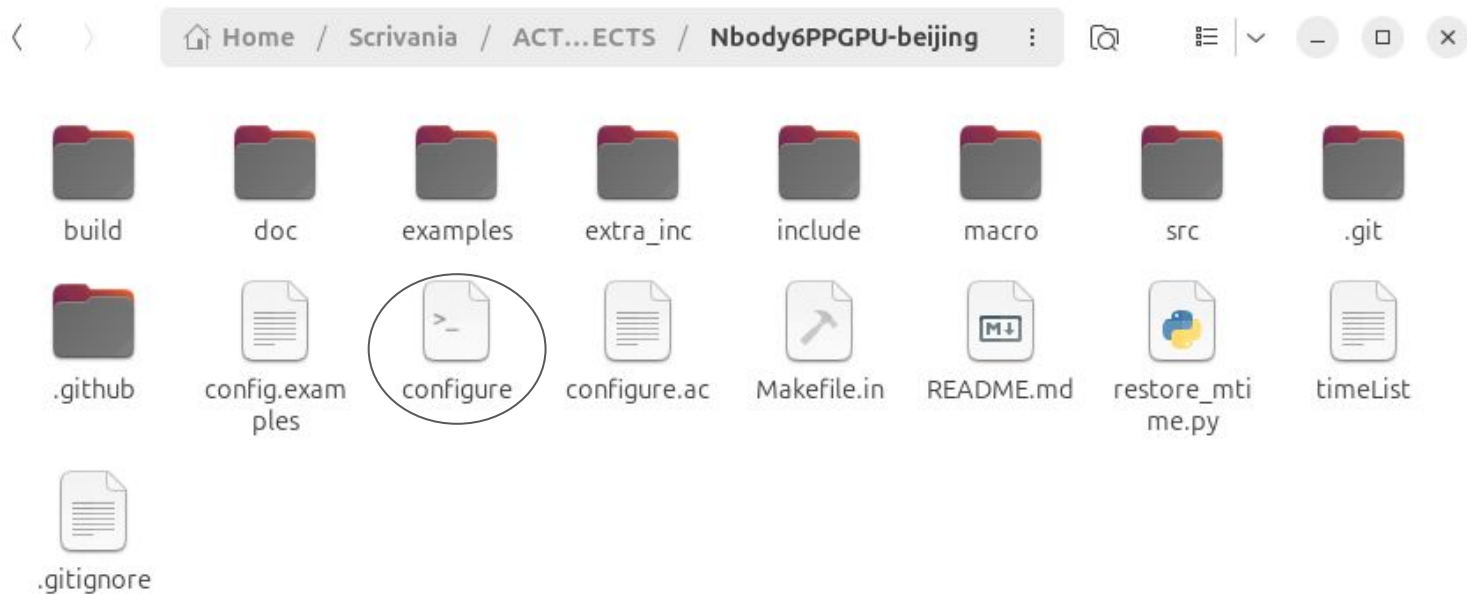 Home / Scrivania / ACT...ECTS / Nbody6PPGPU-beijing
build
doc
examples
extra_inc
include
macro
src
.git
.github
config.exam
ples
>_
configure
configure.ac
Makefile.in
M↓
README.md
restore_mti
me.py
timeList
.gitignore